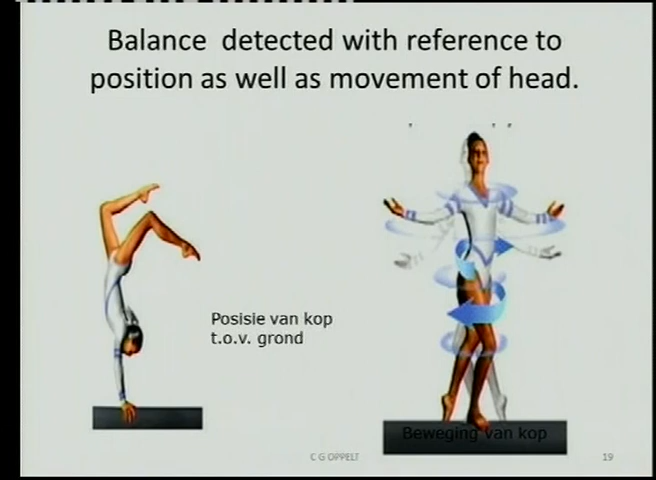 Balance detected with reference to
position as well as movement of head.
Posisie van kop
t.o.v. grond
Beweging van kop
C G OPPELT
19